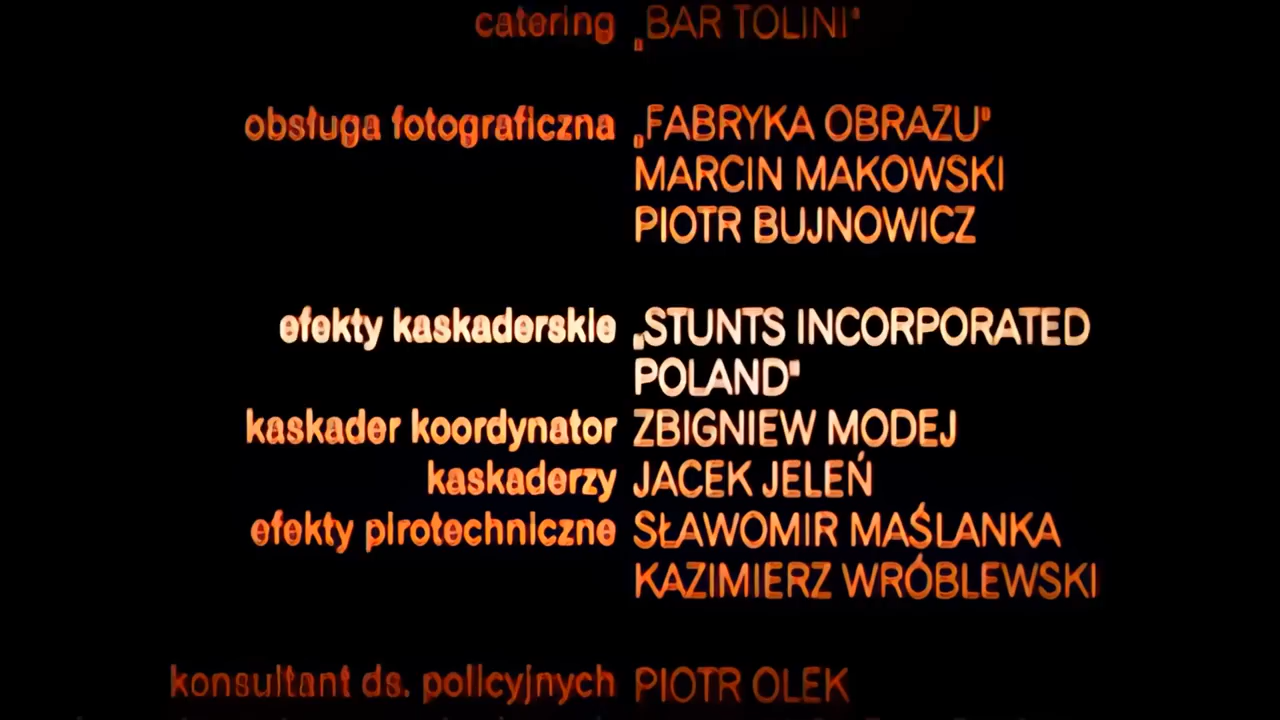 catering „BAR TOLINI"
obsługa fotograficzna „FABRYKA OBRAZU"
MARCIN MAKOWSKI
PIOTR BUJNOWICZ
efekty kaskaderskie „STUNTS INCORPORATED
POLAND"
kaskader koordynator ZBIGNIEW MODEJ
kaskaderzy JACEK JELEŃ
efekty pirotechniczne SŁAWOMIR MAŚLANKA
KAZIMIERZ WRÓBLEWSKI
konsultant ds. policyjnych PIOTR OLEK